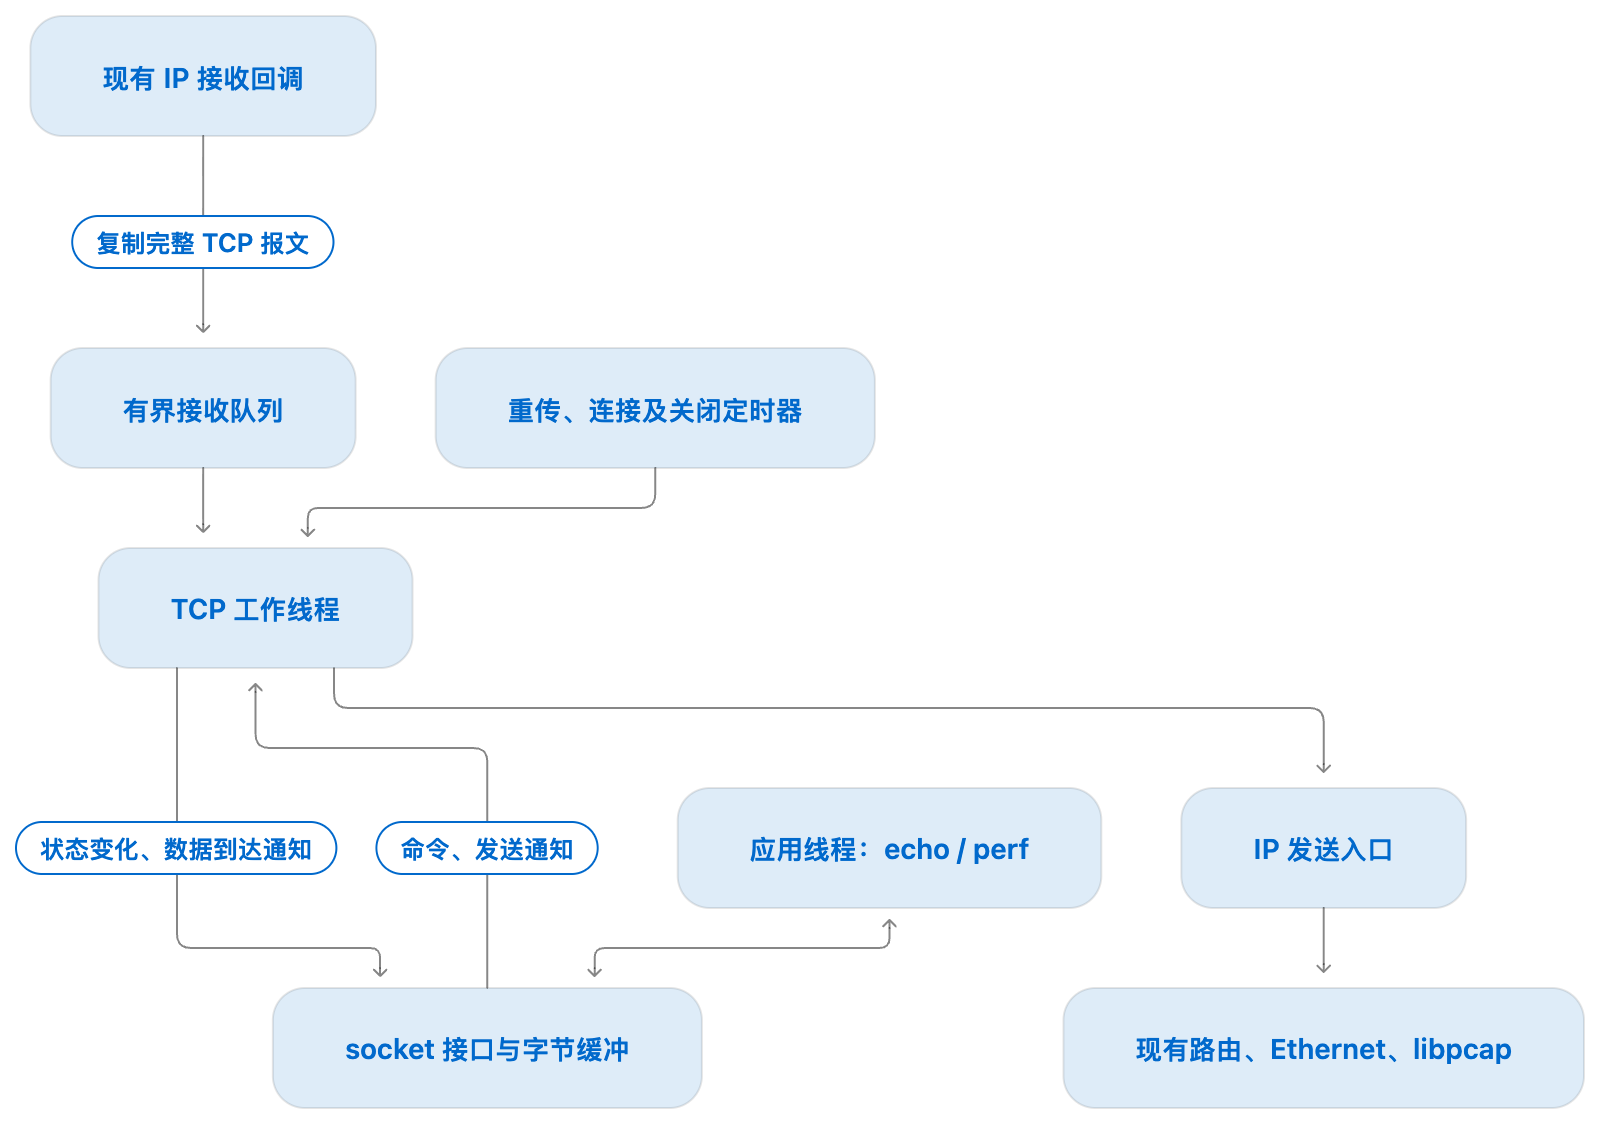 现有 IP 接收回调
复制完整 TCP 报文
有界接收队列
重传、连接及关闭定时器
TCP 工作线程
状态变化、数据到达通知
命令、发送通知
应用线程：echo / perf
IP 发送入口
socket 接口与字节缓冲
现有路由、Ethernet、libpcap